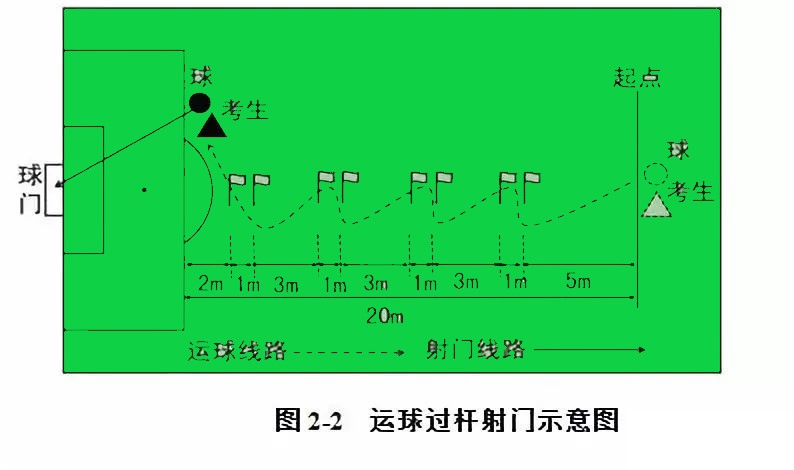 球
考生
起点
球
考生
球
门
2m 1m 3m 1m 3m 1m 3m 1m 5m
20m
运球线路 射门线路
图 2-2 运球过杆射门示意图